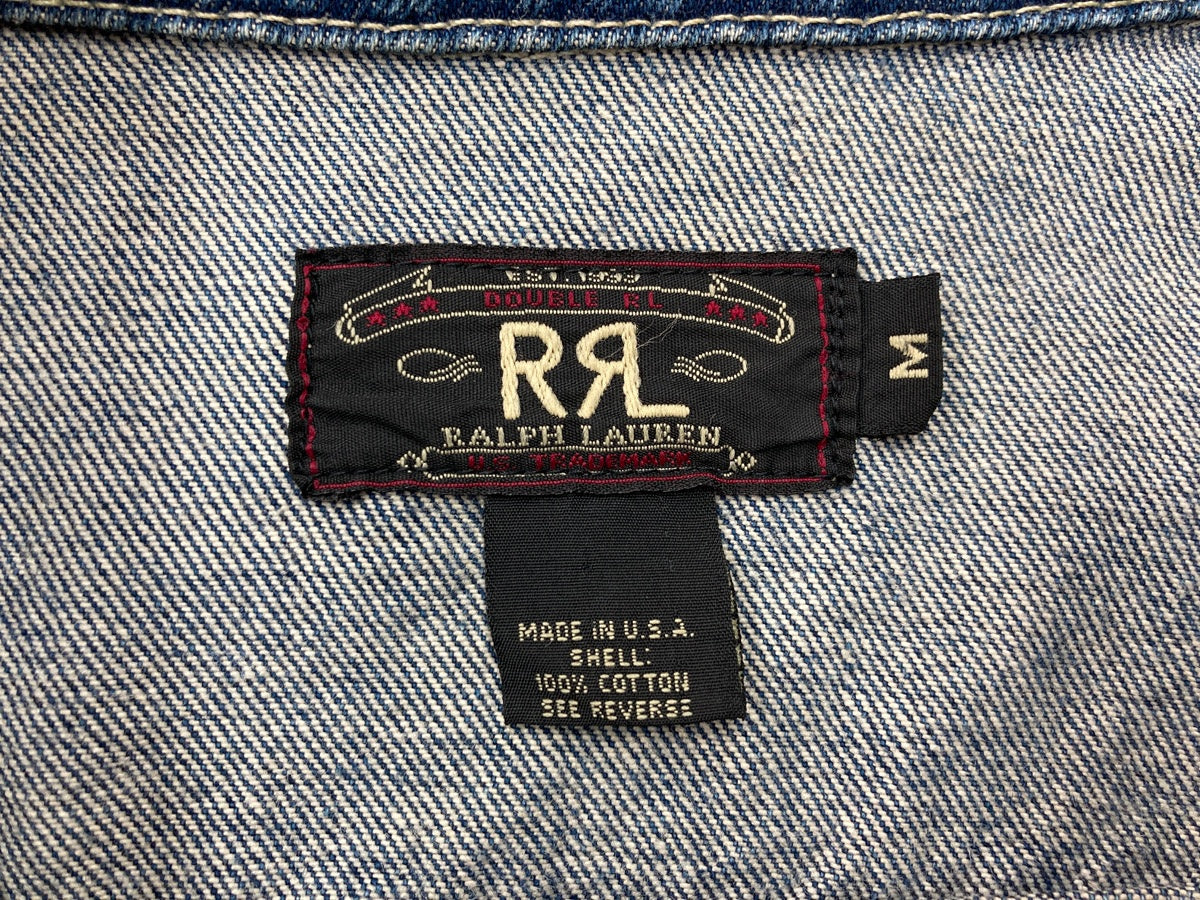 EST. 1993
DOUBLE RL
RRL
RALPH LAUREN
U.S. TRADEMARK
M
MADE IN U.S.A.
SHELL:
100% COTTON
SEE REVERSE